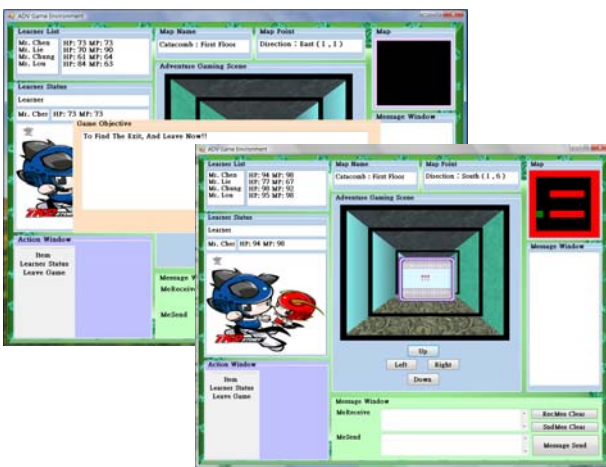 ADV Game Environment
Learner List
Mr. Chen HP: 73 MP: 73
Mr. Lie HP: 70 MP: 90
Mr. Chang HP: 61 MP: 64
Mr. Lou HP: 84 MP: 63
Map Name
Catacomb : First Floor
Map Point
Direction : East ( 1 , 1 )
Map
Adventure Gaming Scene
Learner Status
Learner
Mr. Chen HP: 73 MP: 73
Message Window
Game Objective
To Find The Exit, And Leave Now!!
Action Window
Item
Learner Status
Leave Game
Message W
MeReceive
MeSend
ADV Game Environment
Learner List
Mr. Chen HP: 94 MP: 98
Mr. Lie HP: 77 MP: 67
Mr. Chang HP: 98 MP: 92
Mr. Lou HP: 95 MP: 98
Map Name
Catacomb : First Floor
Map Point
Direction : South ( 1 , 6 )
Map
Adventure Gaming Scene
Learner Status
Learner
Mr. Chen HP: 94 MP: 98
Message Window
Up
Left Right
Down
Action Window
Item
Learner Status
Leave Game
Message Window
MeReceive
MeSend
Rec.Mes Clear
Snd.Mes Clear
Message Send